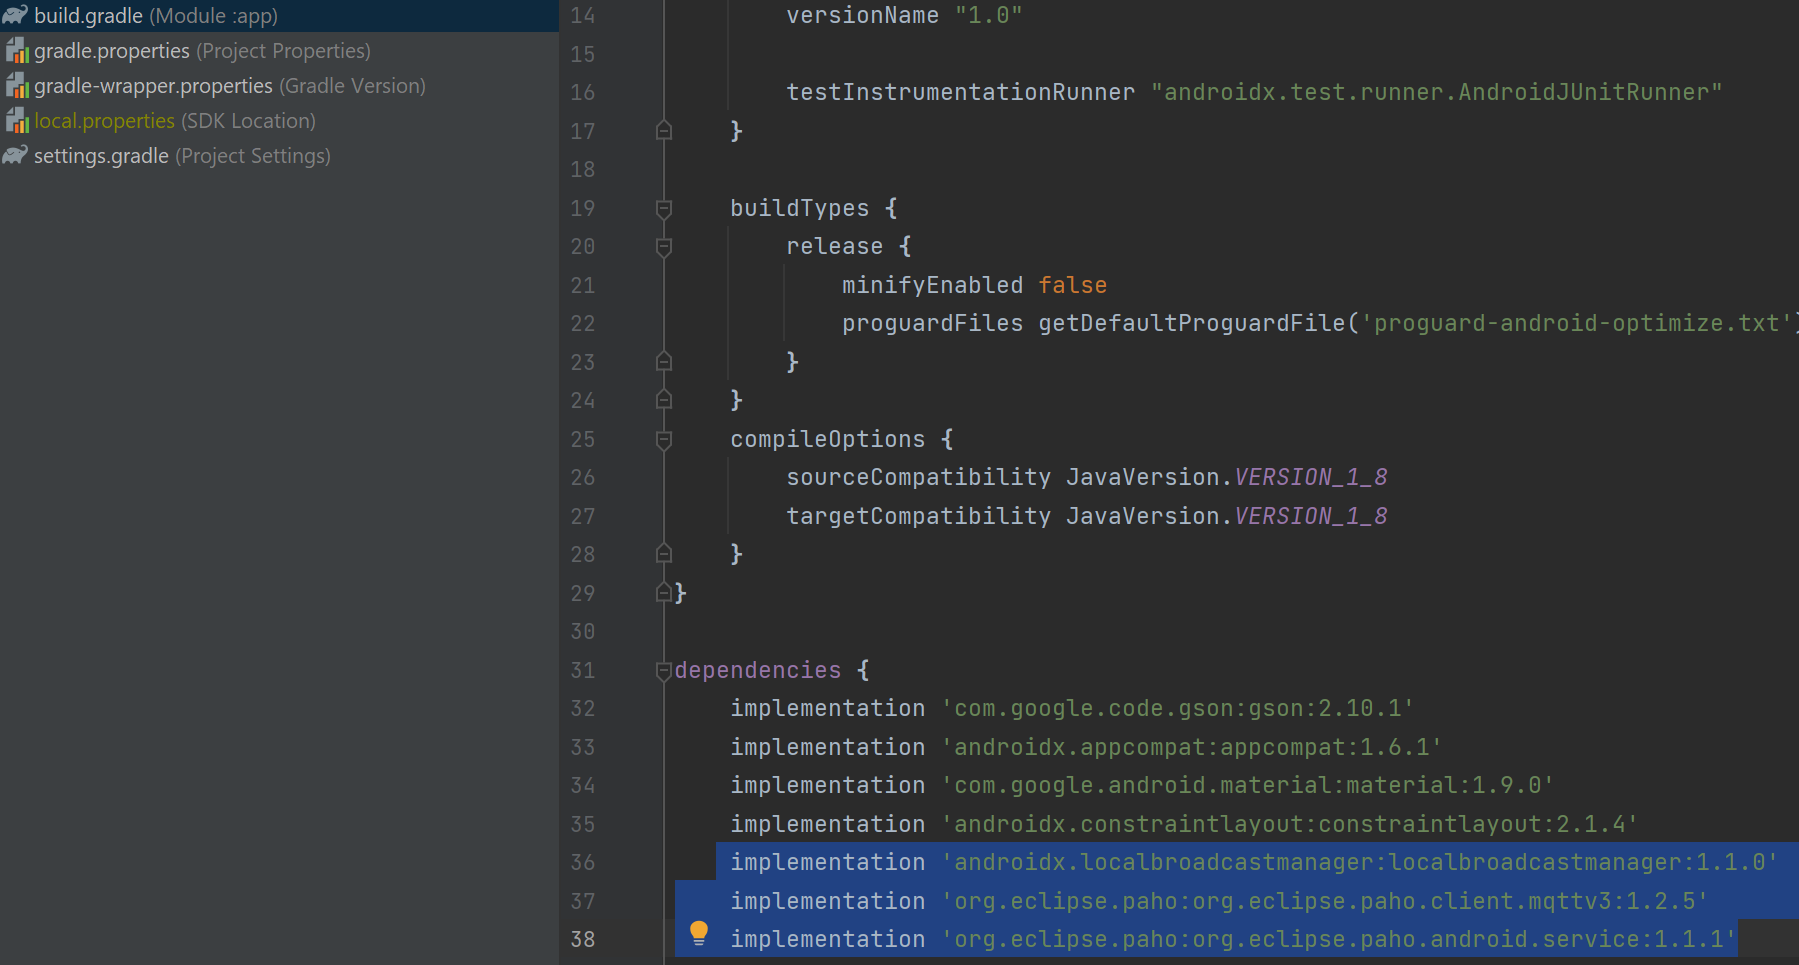 build.gradle (Module :app)
gradle.properties (Project Properties)
gradle-wrapper.properties (Gradle Version)
local.properties (SDK Location)
settings.gradle (Project Settings)
14 versionName "1.0"
15
16 testInstrumentationRunner "androidx.test.runner.AndroidJUnitRunner"
17 }
18
19 buildTypes {
20 release {
21 minifyEnabled false
22 proguardFiles getDefaultProguardFile('proguard-android-optimize.txt')
23 }
24 }
25 compileOptions {
26 sourceCompatibility JavaVersion.VERSION_1_8
27 targetCompatibility JavaVersion.VERSION_1_8
28 }
29 }
30
31 dependencies {
32 implementation 'com.google.code.gson:gson:2.10.1'
33 implementation 'androidx.appcompat:appcompat:1.6.1'
34 implementation 'com.google.android.material:material:1.9.0'
35 implementation 'androidx.constraintlayout:constraintlayout:2.1.4'
36 implementation 'androidx.localbroadcastmanager:localbroadcastmanager:1.1.0'
37 implementation 'org.eclipse.paho:org.eclipse.paho.client.mqttv3:1.2.5'
38 implementation 'org.eclipse.paho:org.eclipse.paho.android.service:1.1.1'